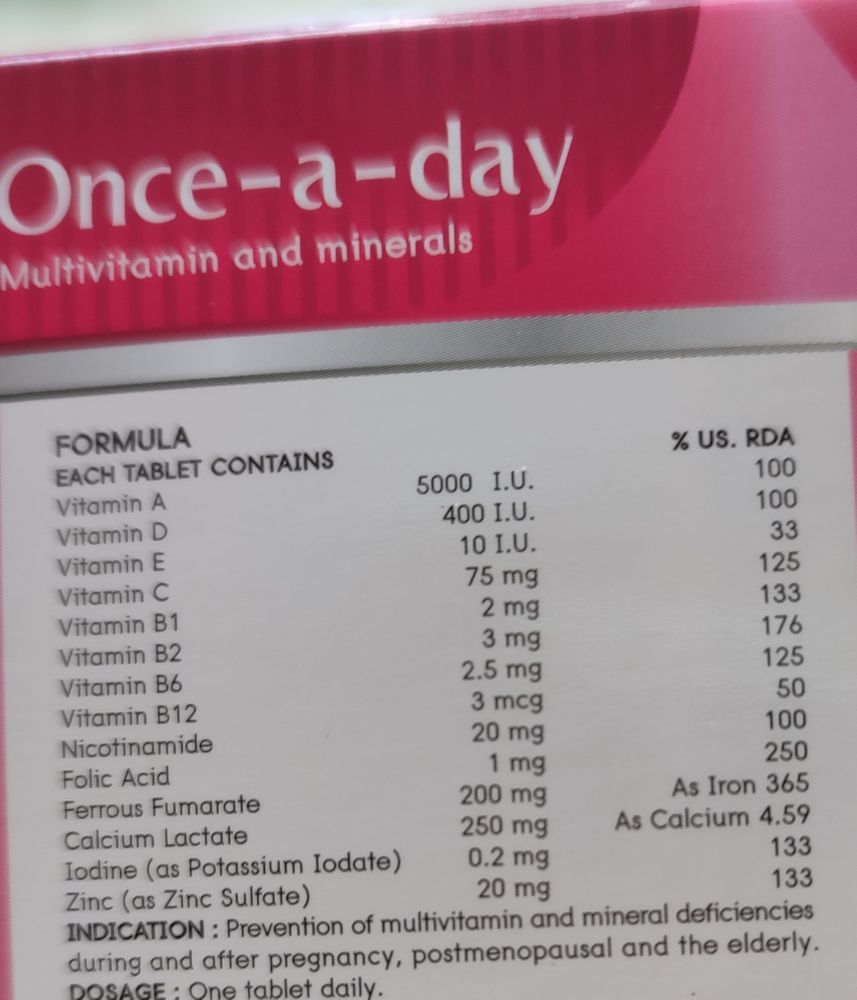 Once-a-day
Multivitamin and minerals
FORMULA % US. RDA
EACH TABLET CONTAINS
Vitamin A 5000 I.U. 100
Vitamin D 400 I.U. 100
Vitamin E 10 I.U. 33
Vitamin C 75 mg 125
Vitamin B1 2 mg 133
Vitamin B2 3 mg 176
Vitamin B6 2.5 mg 125
Vitamin B12 3 mcg 50
Nicotinamide 20 mg 100
Folic Acid 1 mg 250
Ferrous Fumarate 200 mg As Iron 365
Calcium Lactate 250 mg As Calcium 4.59
Iodine (as Potassium Iodate) 0.2 mg 133
Zinc (as Zinc Sulfate) 20 mg 133
INDICATION : Prevention of multivitamin and mineral deficiencies
during and after pregnancy, postmenopausal and the elderly.
DOSAGE : One tablet daily.